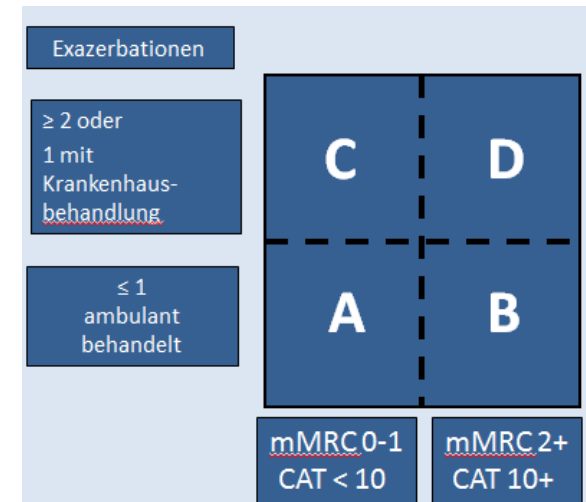 Exazerbationen
≥ 2 oder
1 mit
Krankenhaus-
behandlung
C
D
≤ 1
ambulant
behandelt
A
B
mMRC 0-1
CAT < 10
mMRC 2+
CAT 10+